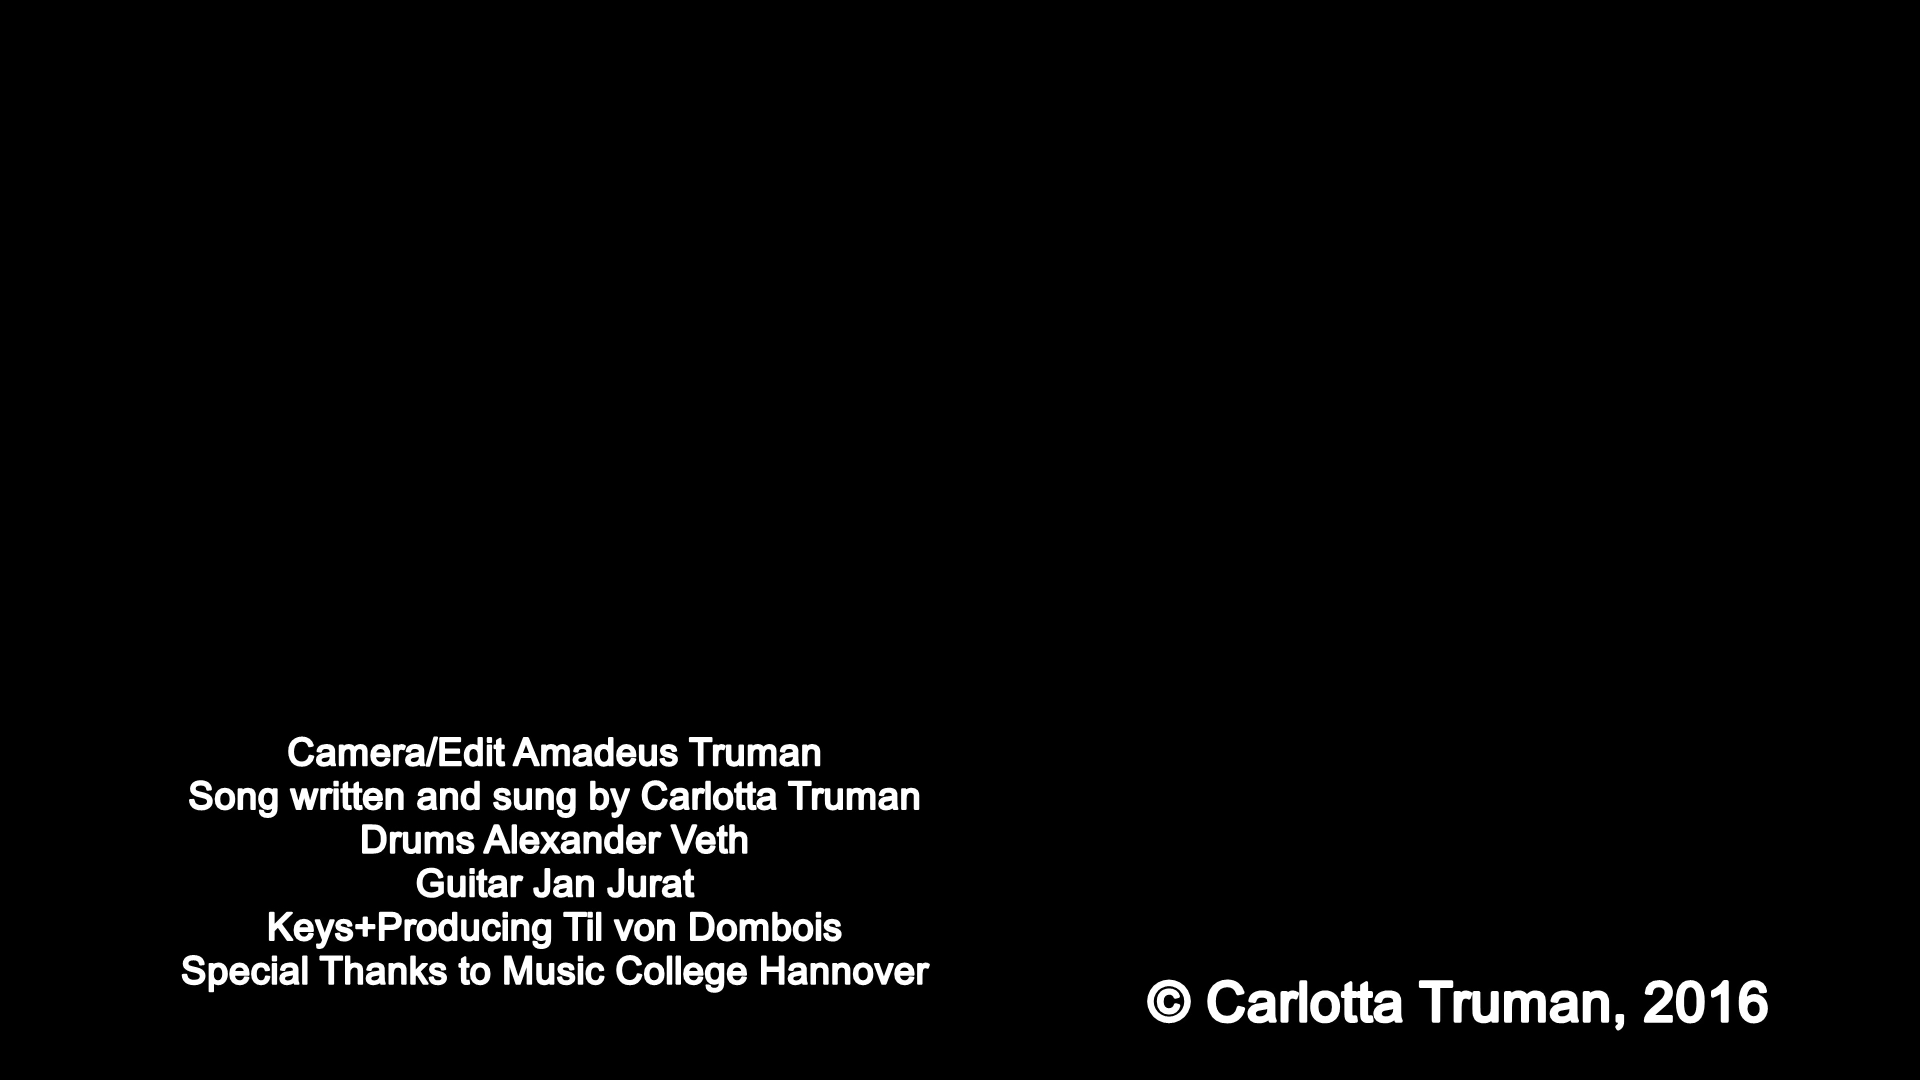 Camera/Edit Amadeus Truman
Song written and sung by Carlotta Truman
Drums Alexander Veth
Guitar Jan Jurat
Keys+Producing Til von Dombois
Special Thanks to Music College Hannover
© Carlotta Truman, 2016